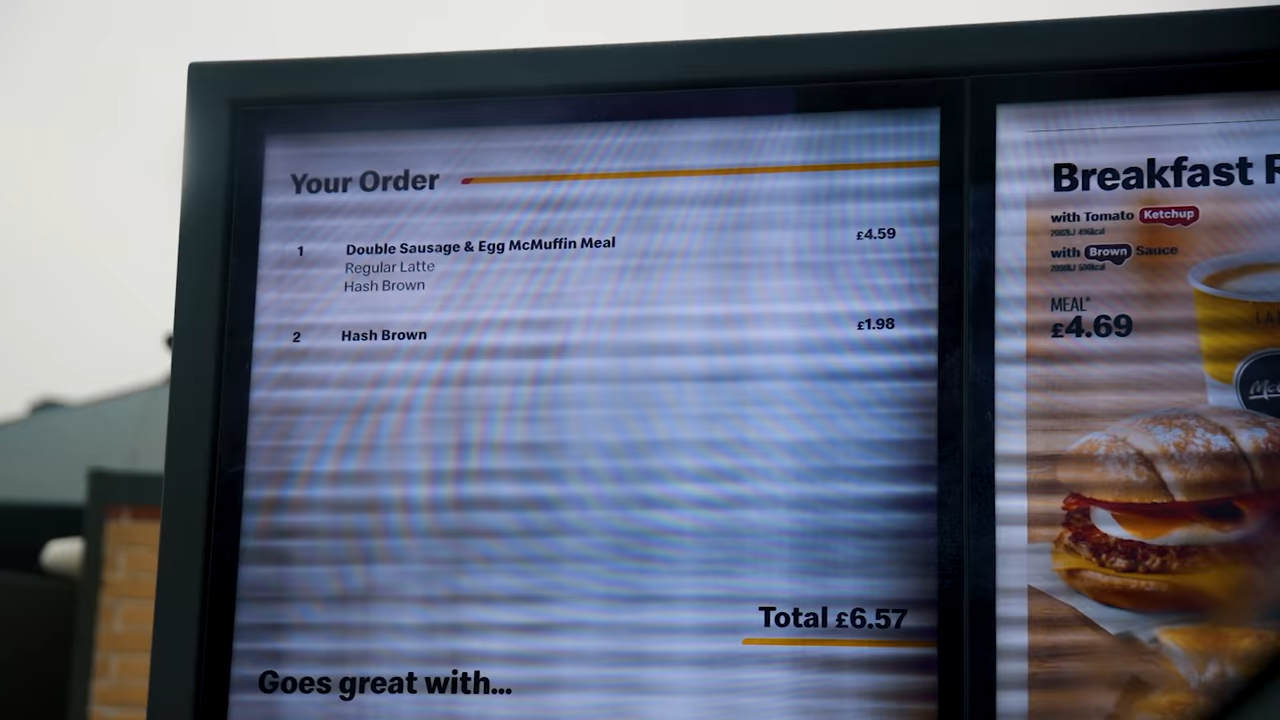 Your Order
1 Double Sausage & Egg McMuffin Meal £4.59
Regular Latte
Hash Brown
2 Hash Brown £1.98
Total £6.57
Goes great with...
Breakfast
with Tomato Ketchup
with Brown Sauce
MEAL*
£4.69